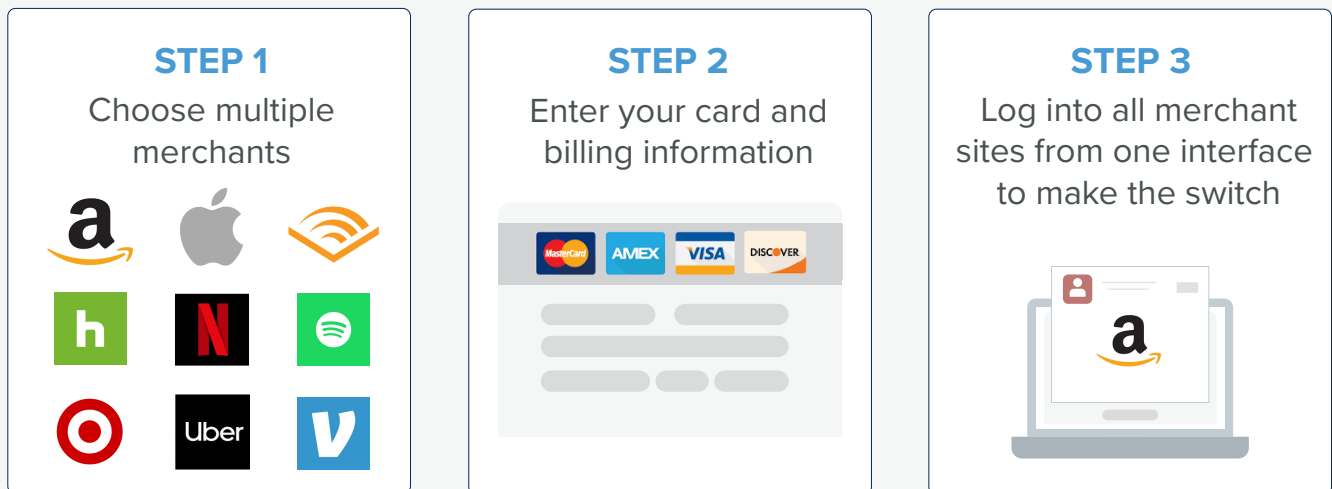 STEP 1
Choose multiple
merchants
a
h
N
Uber
V
STEP 2
Enter your card and
billing information
MasterCard
AMEX
VISA
DISCOVER
STEP 3
Log into all merchant
sites from one interface
to make the switch
a